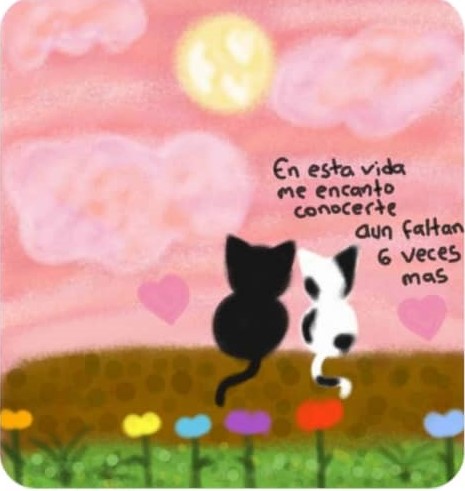 En esta vida
me encanto
conocerte
aun faltan
6 veces
mas